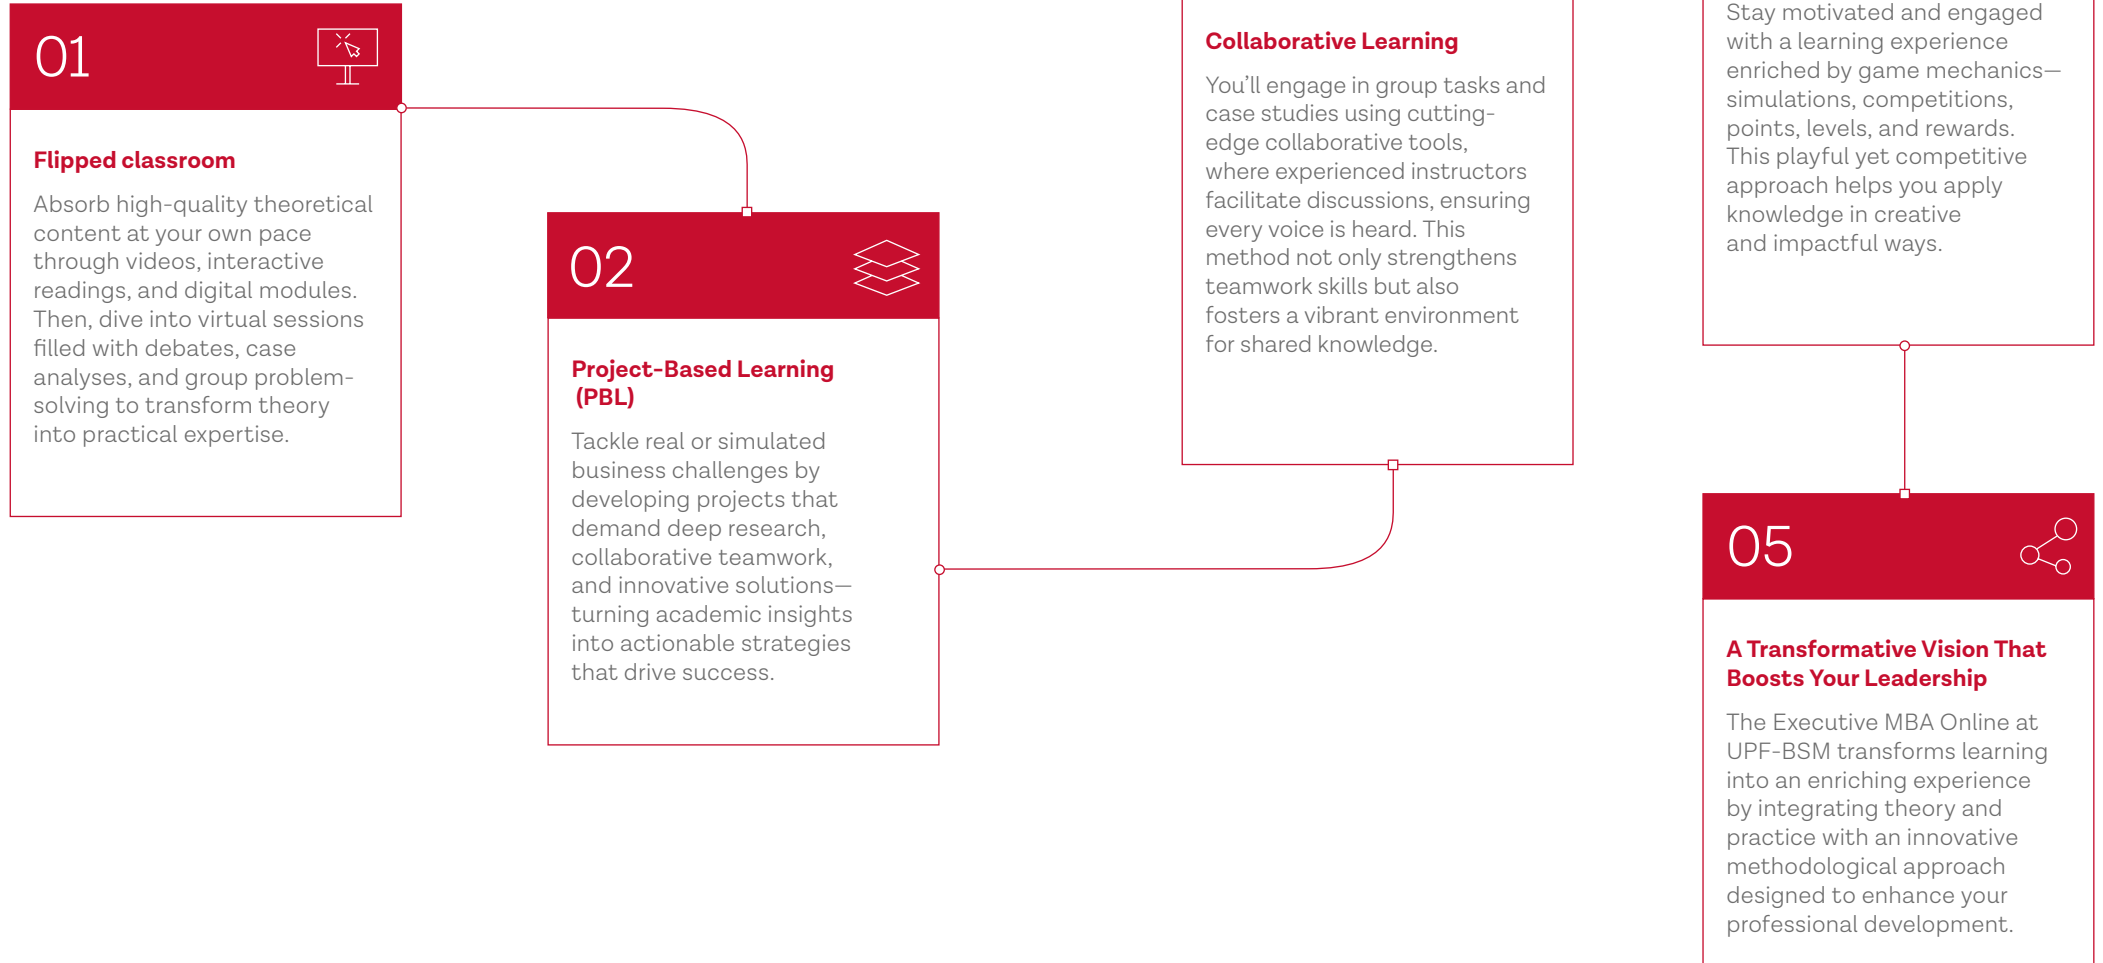 01
Flipped classroom
Absorb high-quality theoretical
content at your own pace
through videos, interactive
readings, and digital modules.
Then, dive into virtual sessions
filled with debates, case
analyses, and group problem-
solving to transform theory
into practical expertise.
02
Project-Based Learning
(PBL)
Tackle real or simulated
business challenges by
developing projects that
demand deep research,
collaborative teamwork,
and innovative solutions—
turning academic insights
into actionable strategies
that drive success.
Collaborative Learning
You’ll engage in group tasks and
case studies using cutting-
edge collaborative tools,
where experienced instructors
facilitate discussions, ensuring
every voice is heard. This
method not only strengthens
teamwork skills but also
fosters a vibrant environment
for shared knowledge.
Stay motivated and engaged
with a learning experience
enriched by game mechanics—
simulations, competitions,
points, levels, and rewards.
This playful yet competitive
approach helps you apply
knowledge in creative
and impactful ways.
05
A Transformative Vision That
Boosts Your Leadership
The Executive MBA Online at
UPF-BSM transforms learning
into an enriching experience
by integrating theory and
practice with an innovative
methodological approach
designed to enhance your
professional development.